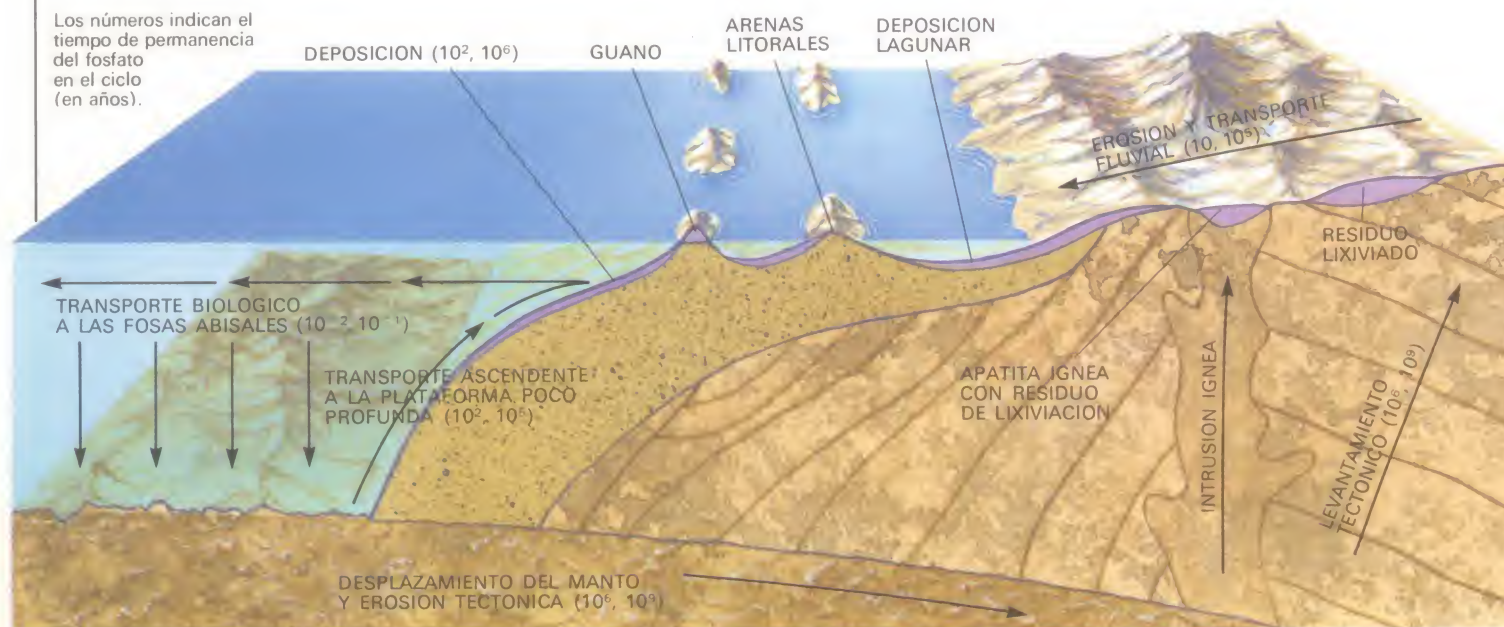 Los números indican el
tiempo de permanencia
del fosfato
en el ciclo
(en años).
DEPOSICION (10², 10⁶)
GUANO
ARENAS
LITORALES
DEPOSICION
LAGUNAR
EROSION Y TRANSPORTE
FLUVIAL (10, 10⁵)
RESIDUO
LIXIVIADO
TRANSPORTE BIOLOGICO
A LAS FOSAS ABISALES (10⁻² 10⁻¹)
TRANSPORTE ASCENDENTE
A LA PLATAFORMA POCO
PROFUNDA (10², 10⁵)
APATITA IGNEA
CON RESIDUO
DE LIXIVIACION
INTRUSION IGNEA
LEVANTAMIENTO
TECTONICO (10⁶, 10⁹)
DESPLAZAMIENTO DEL MANTO
Y EROSION TECTONICA (10⁶, 10⁹)